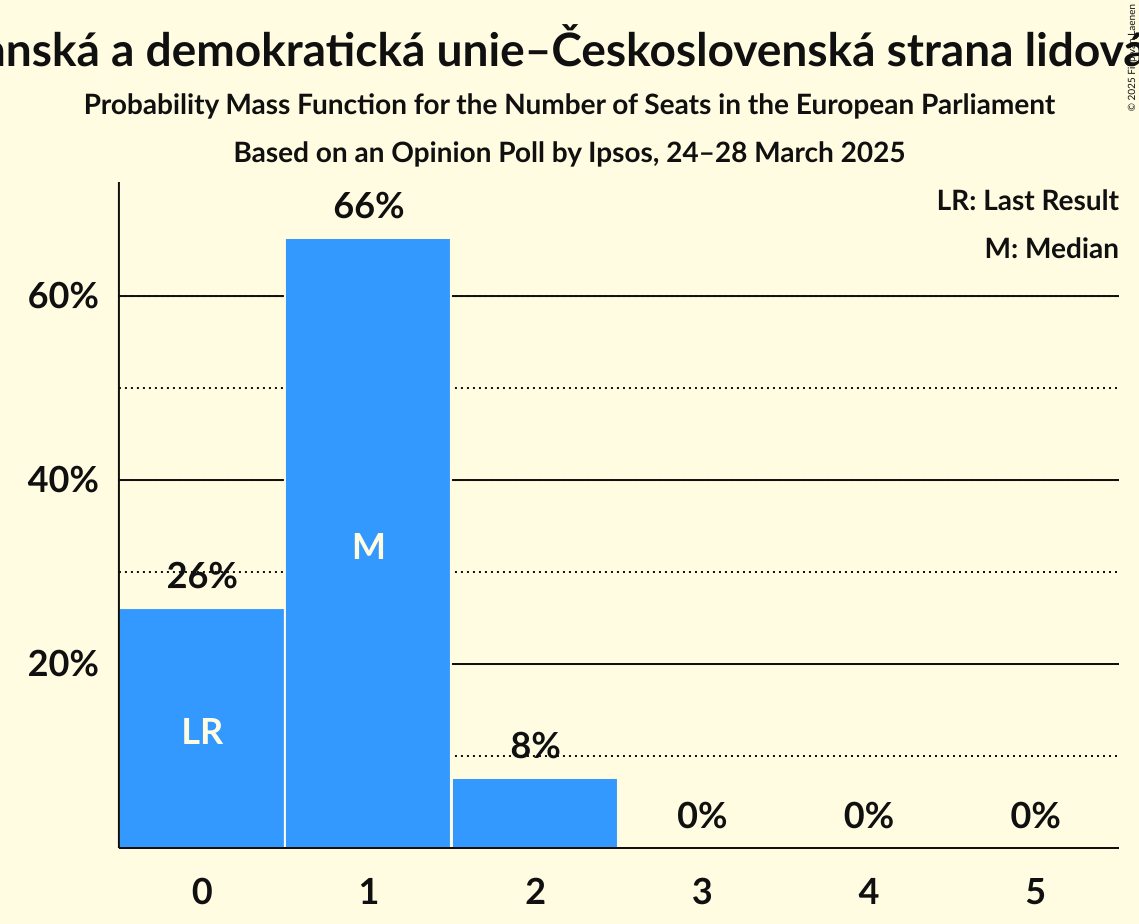 nská a demokratická unie–Československá strana lidov
Probability Mass Function for the Number of Seats in the European Parliament
Based on an Opinion Poll by Ipsos, 24–28 March 2025
LR: Last Result
M: Median
66%
60%
40%
M
26%
20%
LR
8%
0% 0% 0%
0 1 2 3 4 5
© 2025 Laenen